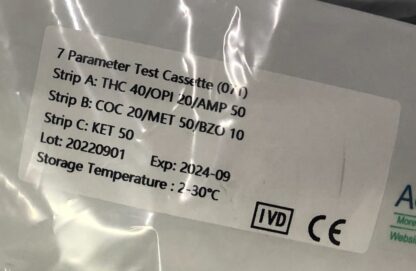 7 Parameter Test Cassette (071)
Strip A: THC 40/OPI 20/AMP 50
Strip B: COC 20/MET 50/BZO 10
Strip C: KET 50
Lot: 20220901 Exp: 2024-09
Storage Temperature : 2-30℃
IVD CE